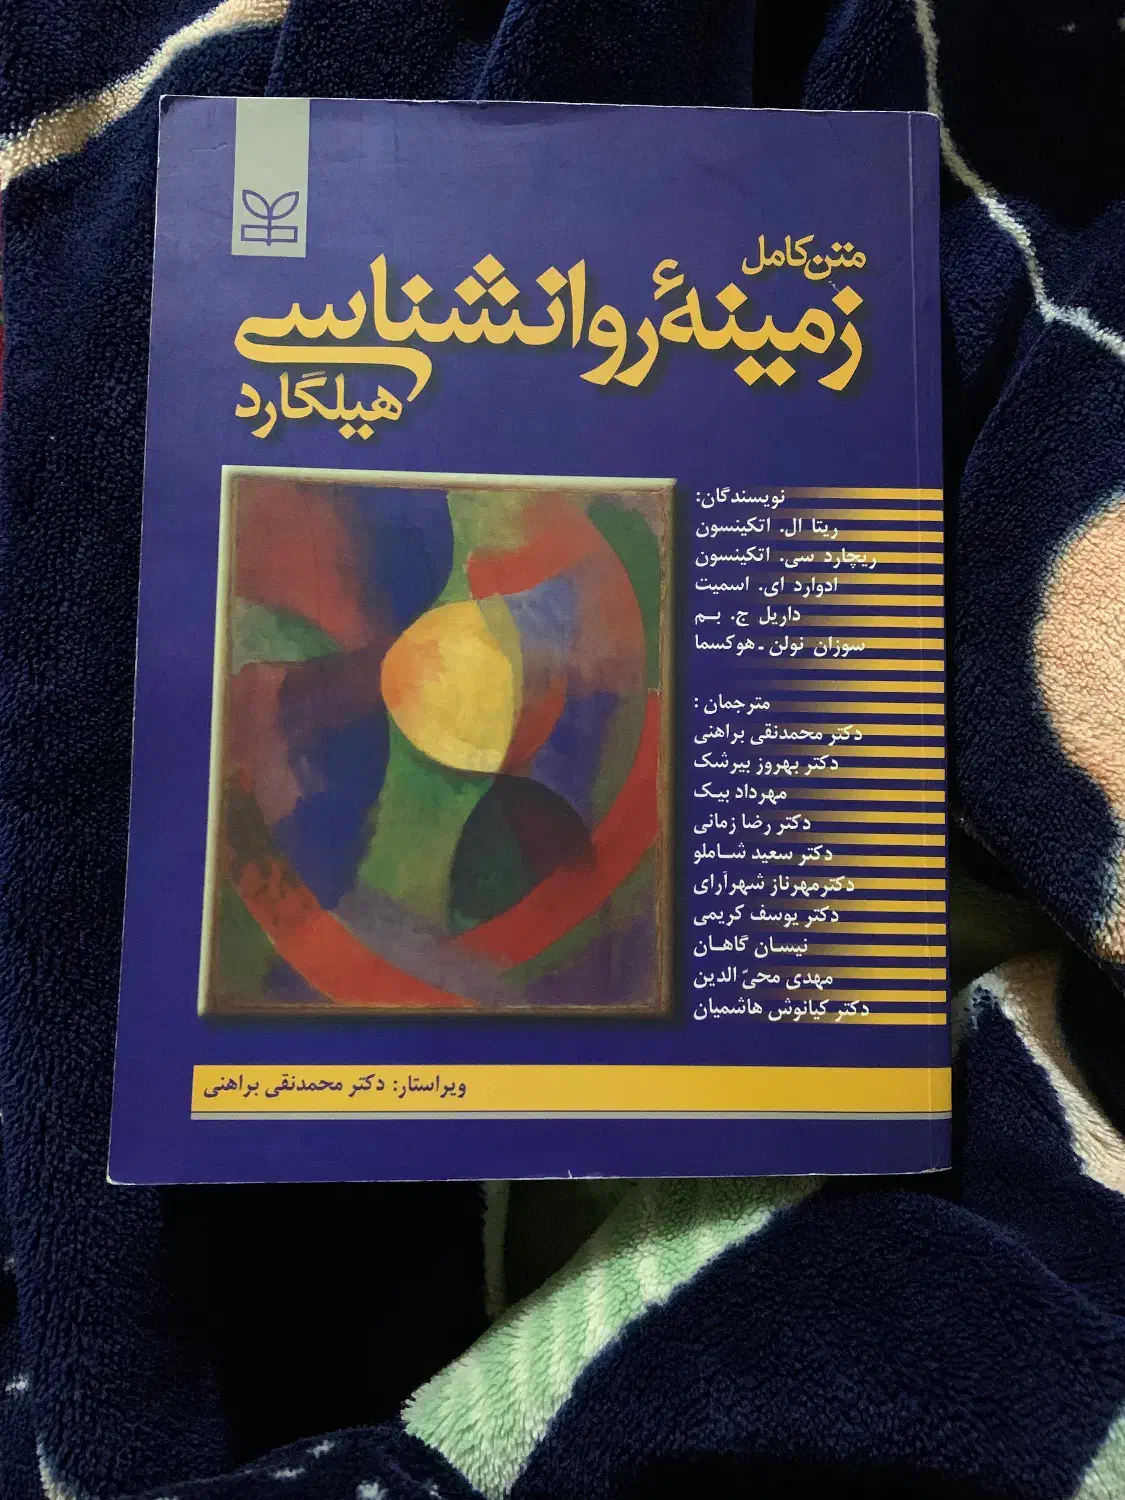 متن کامل
زمینهٔ روانشناسی
هیلگارد
نویسندگان:
ریتا ال. اتکینسون
ریچارد سی. اتکینسون
ادوارد ای. اسمیت
داریل ج. بم
سوزان نولن - هوکسما
مترجمان :
دکتر محمدنقی براهنی
دکتر بهروز بیرشک
مهرداد بیک
دکتر رضا زمانی
دکتر سعید شاملو
دکتر مهرناز شهرآرای
دکتر یوسف کریمی
نیسان گاهان
مهدی محیّ الدین
دکتر کیانوش هاشمیان
ویراستار: دکتر محمدنقی براهنی